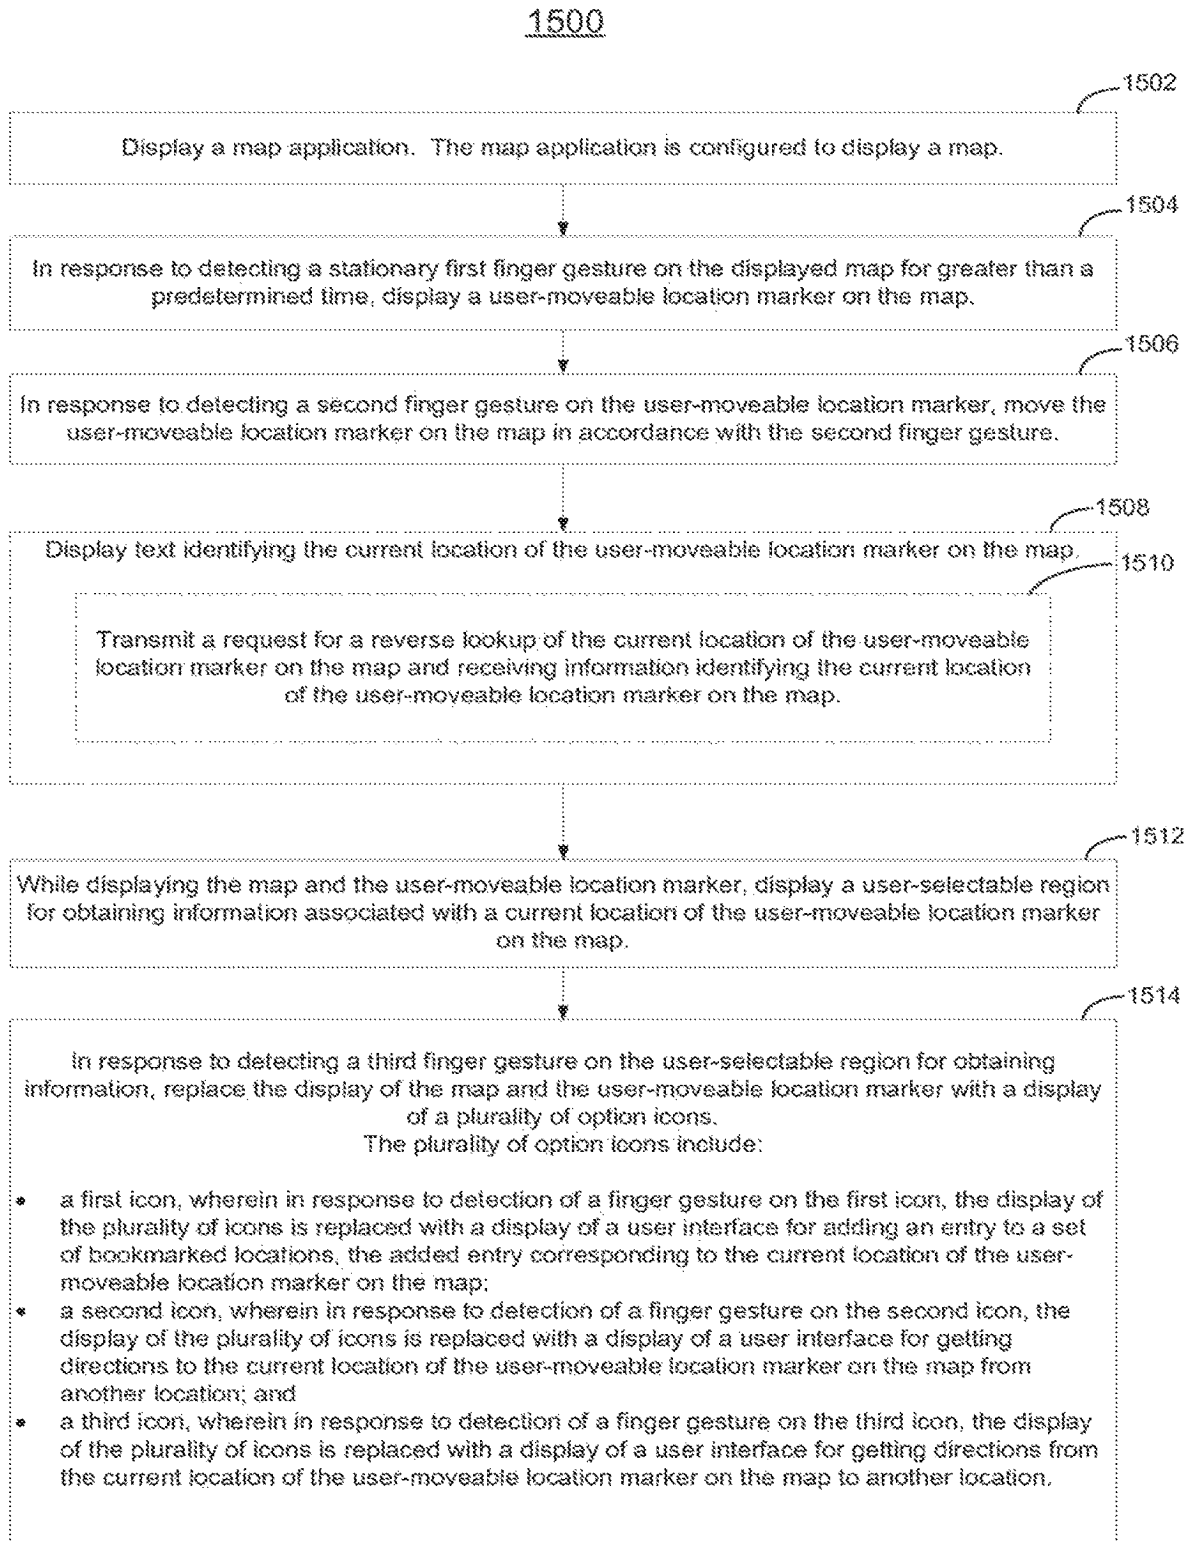 1500
1502
Display a map application. The map application is configured to display a map.
1504
In response to detecting a stationary first finger gesture on the displayed map for greater than a
predetermined time, display a user-moveable location marker on the map.
1506
In response to detecting a second finger gesture on the user-moveable location marker, move the
user-moveable location marker on the map in accordance with the second finger gesture.
1508
Display text identifying the current location of the user-moveable location marker on the map.
1510
Transmit a request for a reverse lookup of the current location of the user-moveable
location marker on the map and receiving information identifying the current location
of the user-moveable location marker on the map.
1512
While displaying the map and the user-moveable location marker, display a user-selectable region
for obtaining information associated with a current location of the user-moveable location marker
on the map.
1514
In response to detecting a third finger gesture on the user-selectable region for obtaining
information, replace the display of the map and the user-moveable location marker with a display
of a plurality of option icons.
The plurality of option icons include:
• a first icon, wherein in response to detection of a finger gesture on the first icon, the display of
the plurality of icons is replaced with a display of a user interface for adding an entry to a set
of bookmarked locations, the added entry corresponding to the current location of the user-
moveable location marker on the map;
• a second icon, wherein in response to detection of a finger gesture on the second icon, the
display of the plurality of icons is replaced with a display of a user interface for getting
directions to the current location of the user-moveable location marker on the map from
another location; and
• a third icon, wherein in response to detection of a finger gesture on the third icon, the display
of the plurality of icons is replaced with a display of a user interface for getting directions from
the current location of the user-moveable location marker on the map to another location.